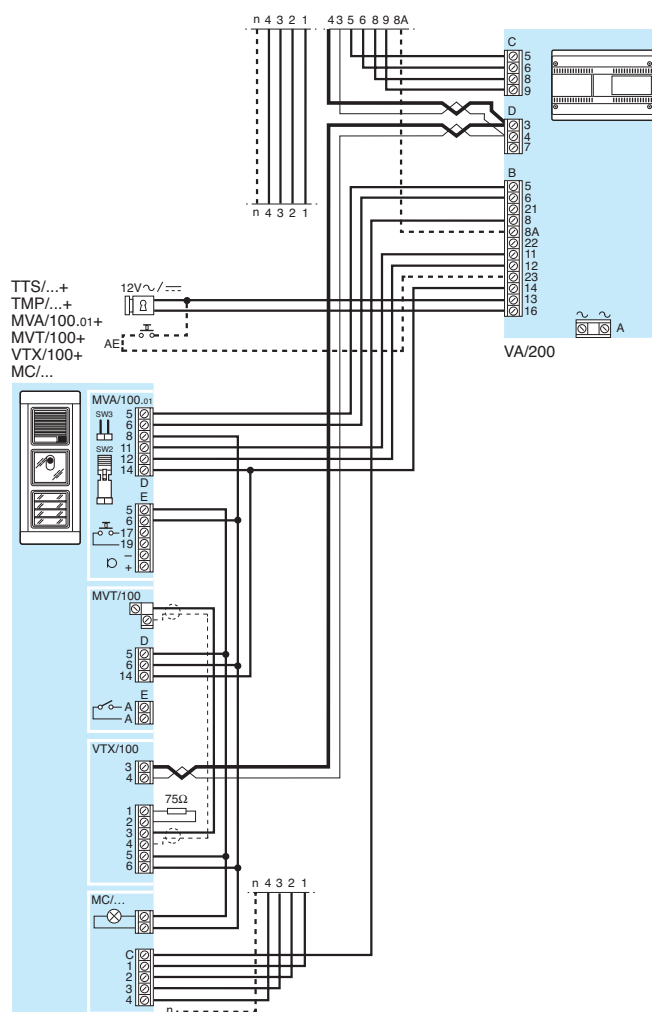 n 4 3 2 1
4 3 5 6 8 9 8A
C
5
6
8
9
D
3
4
7
n 4 3 2 1
B
5
6
21
8
8A
22
11
12
23
14
13
16
A
VA/200
TTS/...+
TMP/...+
MVA/100.01+
MVT/100+
VTX/100+
MC/...
12V∿/⎓
AE
MVA/100.01
SW3
SW2
5
6
8
11
12
14
D
E
5
6
17
19
–
+
MVT/100
D
5
6
14
E
A
A
VTX/100
3
4
75Ω
1
2
3
4
5
6
MC/...
n 4 3 2 1
C
1
2
3
4
n